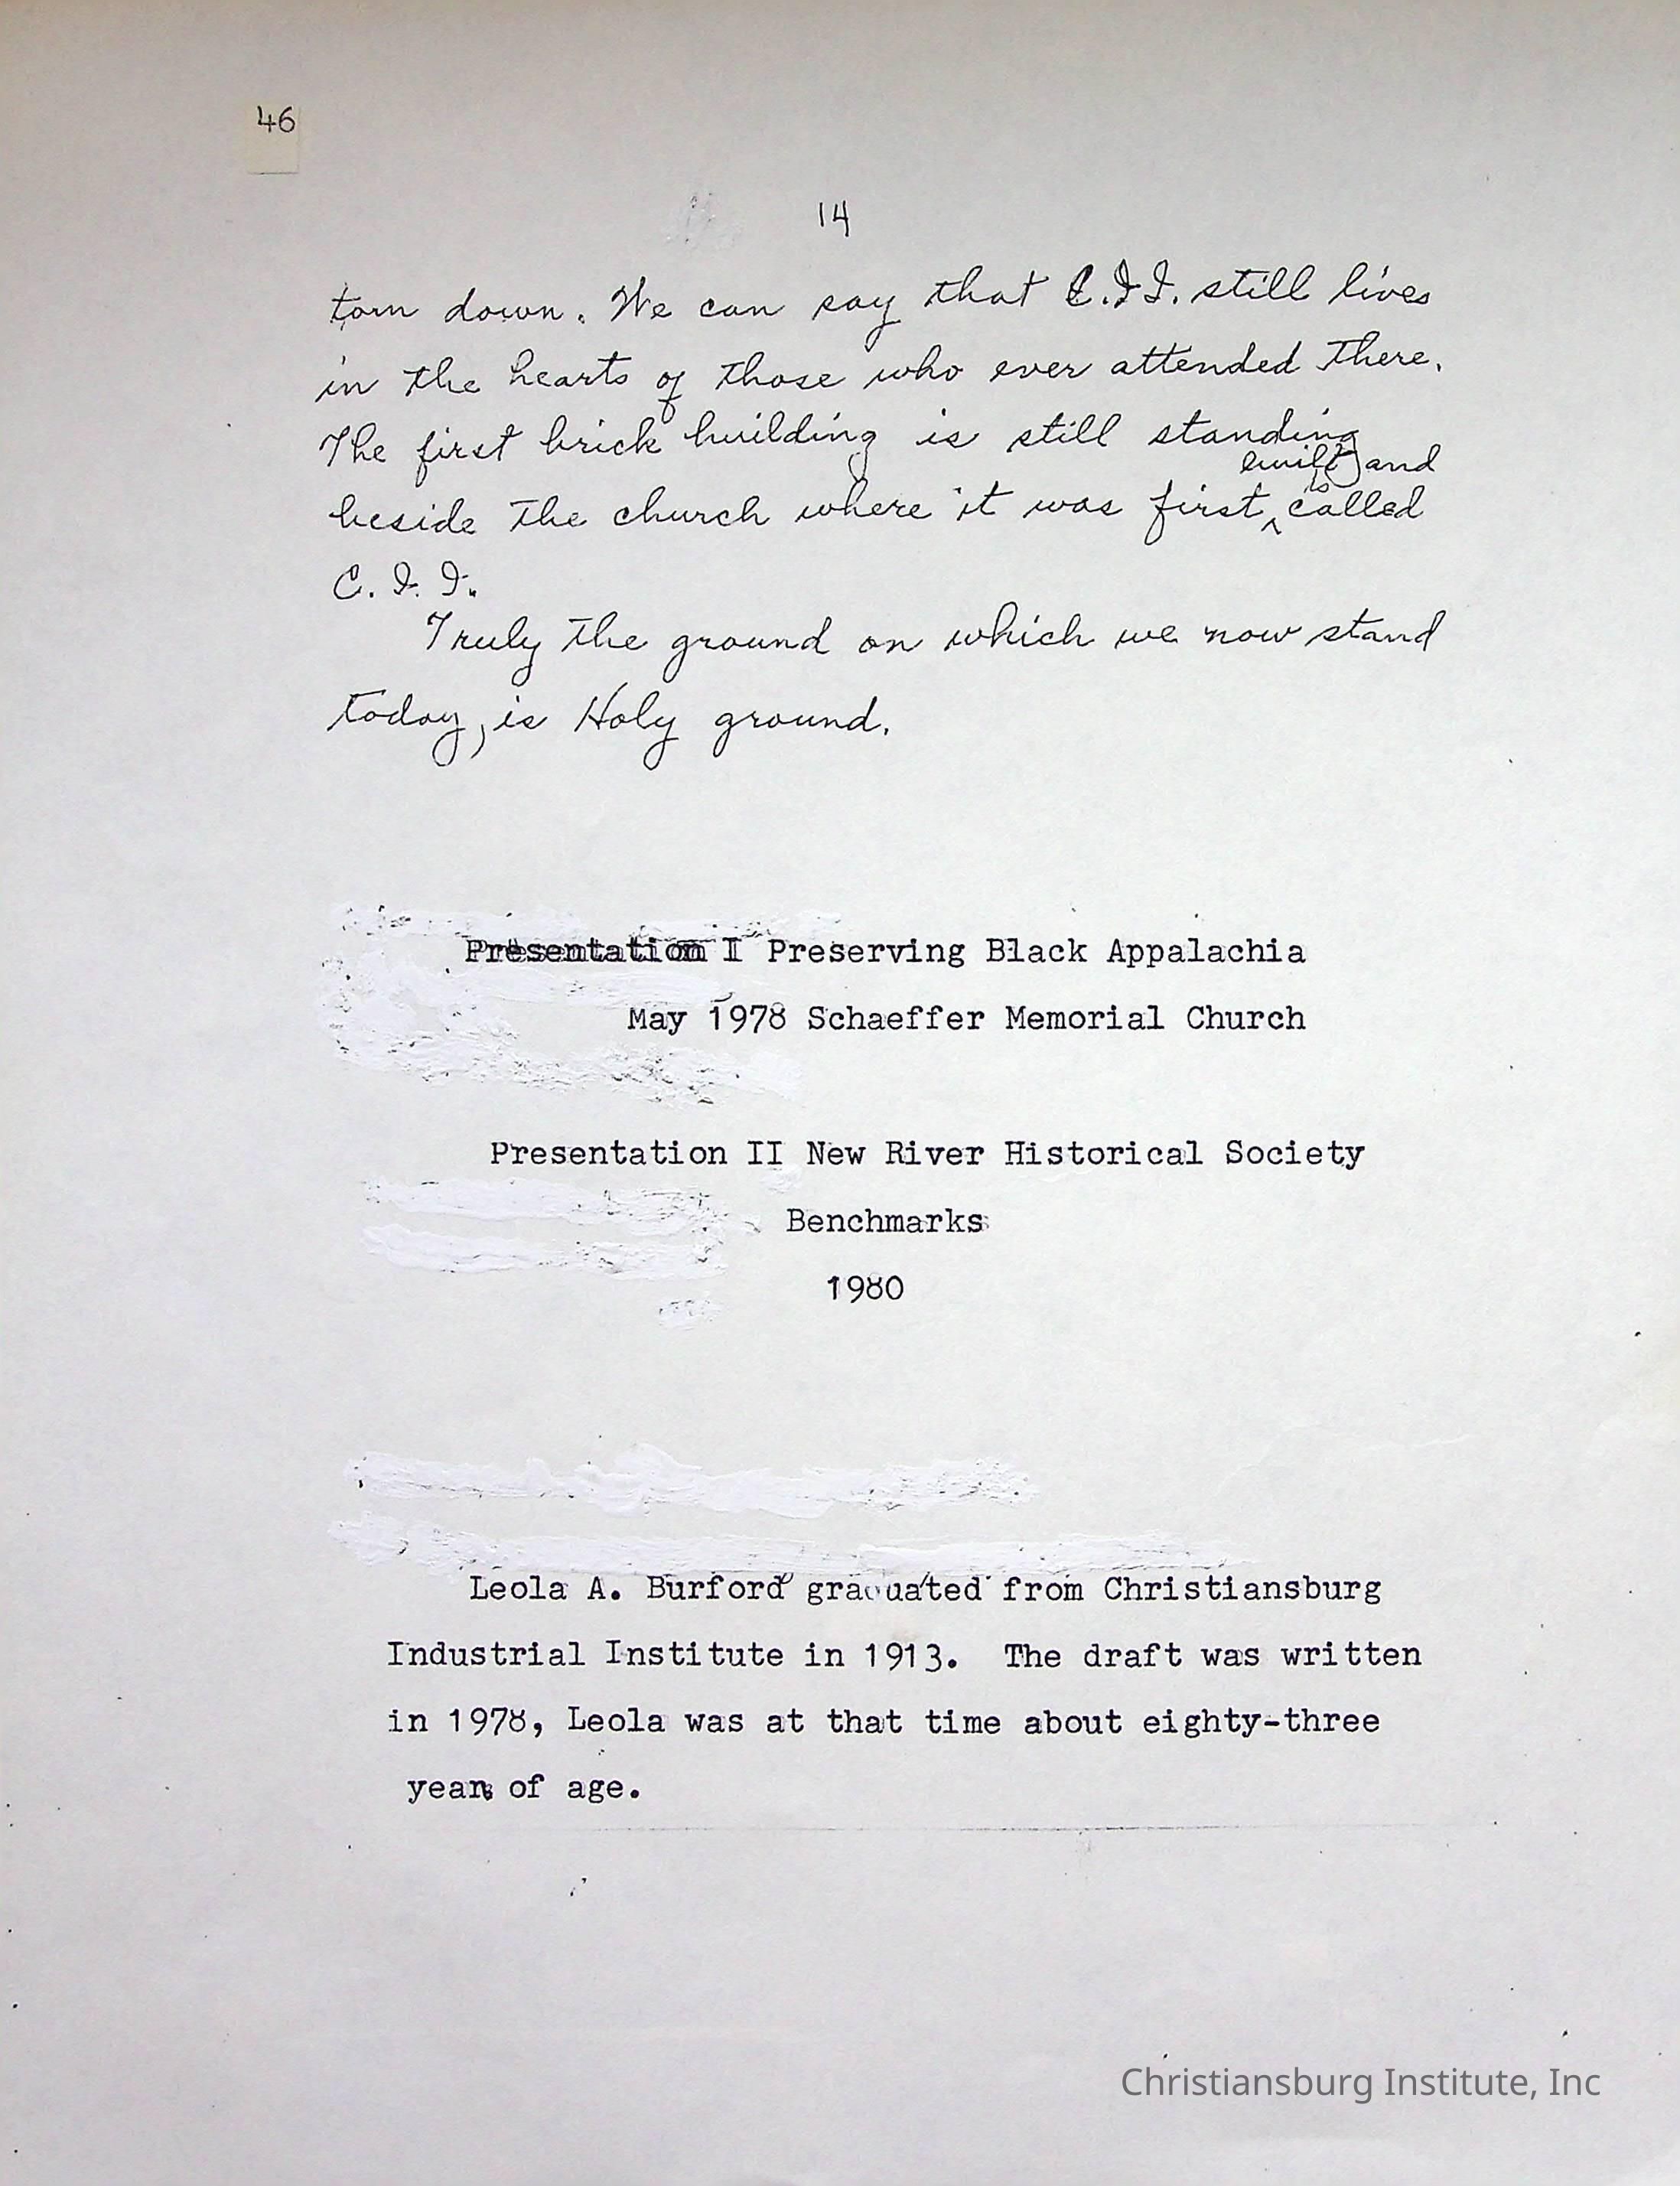 46
14
torn down. We can say that C.I.I. still lives
in the hearts of those who ever attended there.
The first brick building is still standing
built and
beside the church where it was first ^ called
C. I. I.
Truly the ground on which we now stand
today, is Holy ground.
Presentation I Preserving Black Appalachia
May 1978 Schaeffer Memorial Church
Presentation II New River Historical Society
Benchmarks
1980
Leola A. Burford graduated from Christiansburg
Industrial Institute in 1913. The draft was written
in 1978, Leola was at that time about eighty-three
years of age.
Christiansburg Institute, Inc